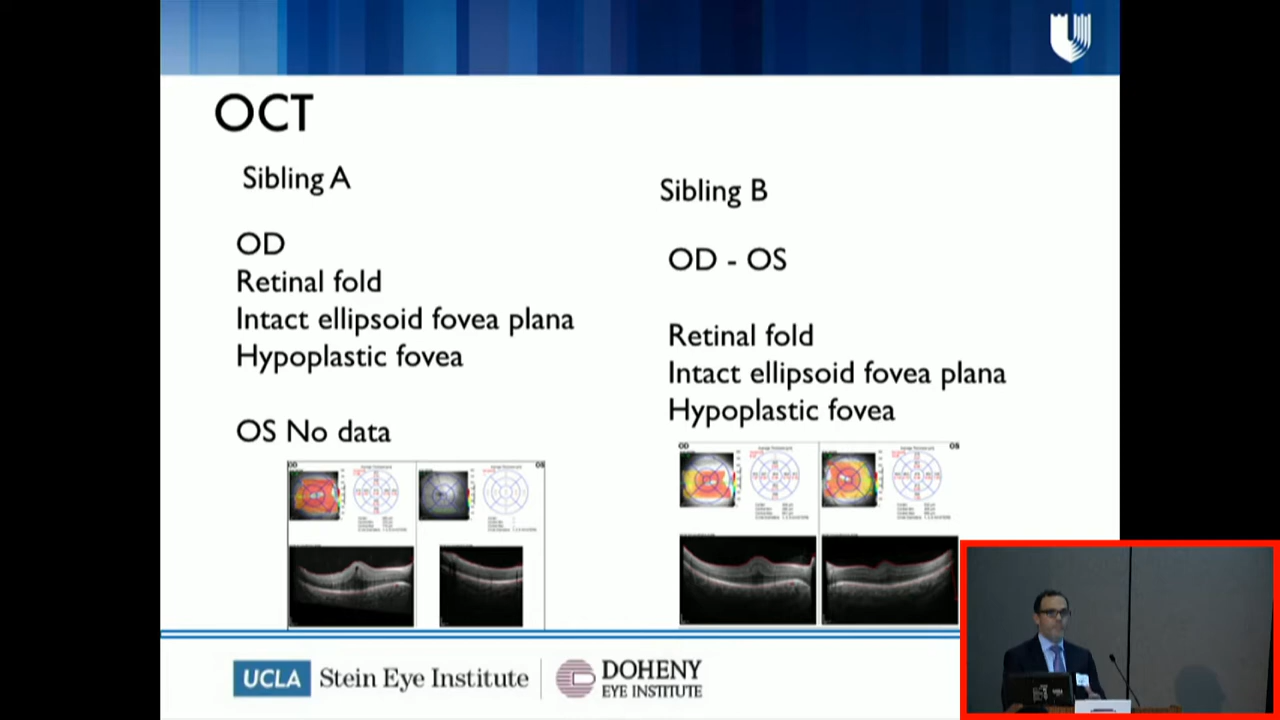 OCT
Sibling A
OD
Retinal fold
Intact ellipsoid fovea plana
Hypoplastic fovea
OS No data
Sibling B
OD - OS
Retinal fold
Intact ellipsoid fovea plana
Hypoplastic fovea
OD
OS
OD
OS
UCLA Stein Eye Institute
DOHENY
EYE INSTITUTE